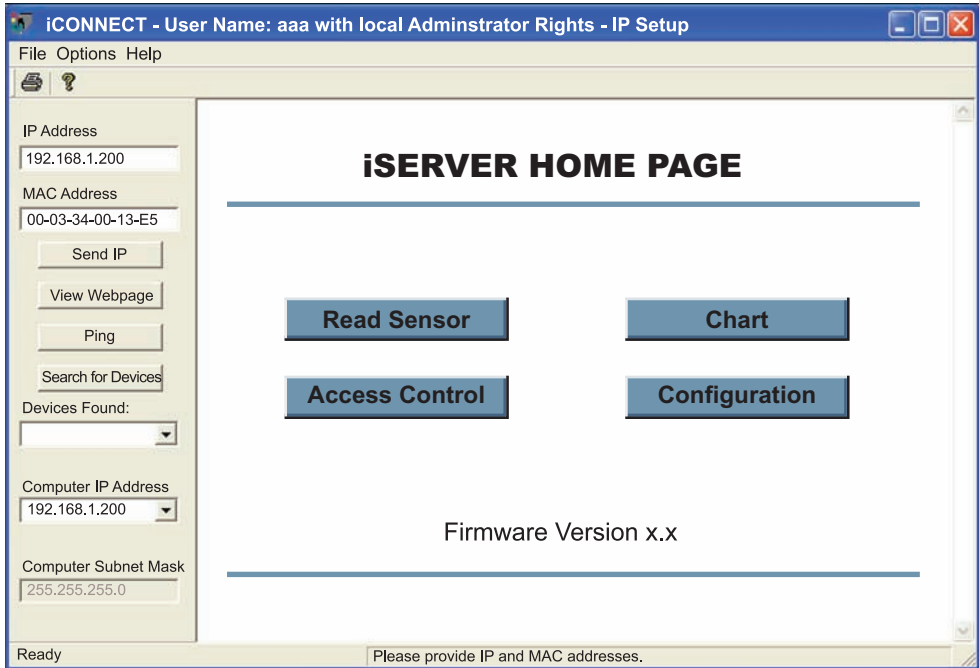 iCONNECT - User Name: aaa with local Adminstrator Rights - IP Setup
File Options Help
IP Address
192.168.1.200
MAC Address
00-03-34-00-13-E5
Send IP
View Webpage
Ping
Search for Devices
Devices Found:
Computer IP Address
192.168.1.200
Computer Subnet Mask
255.255.255.0
iSERVER HOME PAGE
Read Sensor
Chart
Access Control
Configuration
Firmware Version x.x
Ready
Please provide IP and MAC addresses.